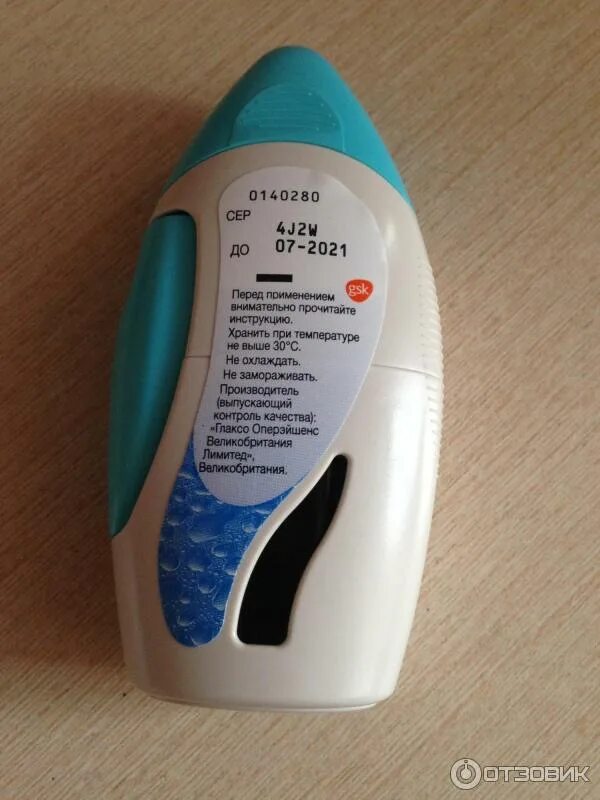 0140280
СЕР
4J2W
ДО 07-2021
gsk
Перед применением
внимательно прочитайте
инструкцию.
Хранить при температуре
не выше 30°С.
Не охлаждать.
Не замораживать.
Производитель
(выпускающий
контроль качества):
«Глаксо Оперэйшенс
Великобритания
Лимитед»,
Великобритания.
ОТЗОВИК